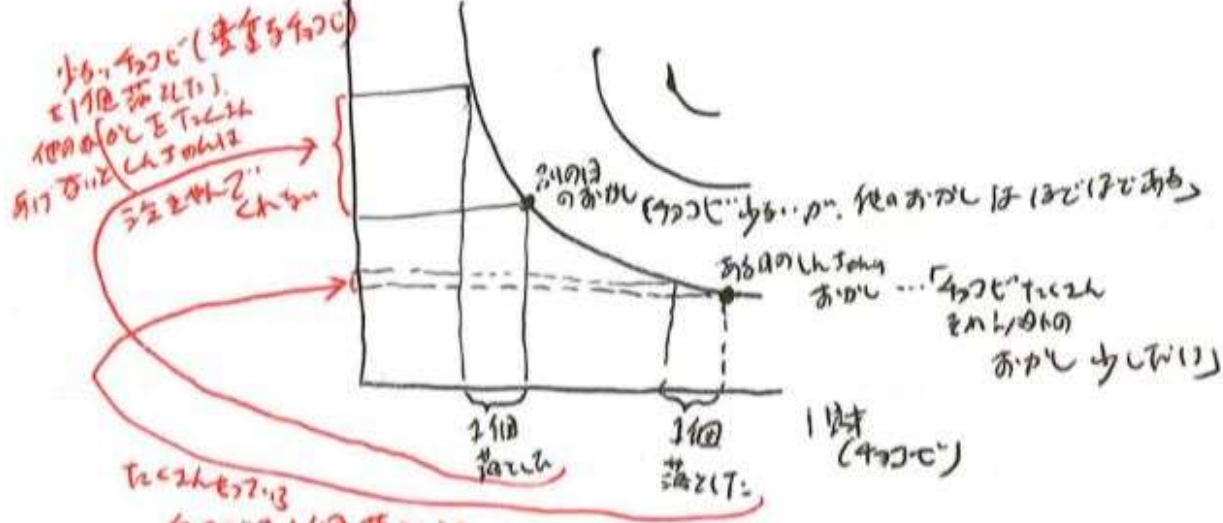 少ない チョコビ(貴重なチョコビ)
を1個落としたら、
他のおかしをたくさん
あげないとしんちゃんは
泣きやんで
くれない
別の日
のおかし
「チョコビ少ないが、他のおかしはほどほどある」
ある日のしんちゃんの
おかし…「チョコビたくさん
それ以外の
おかし 少しだけ」
1個
落とした
1個
落とした
1財
(チョコビ)
たくさんもっている